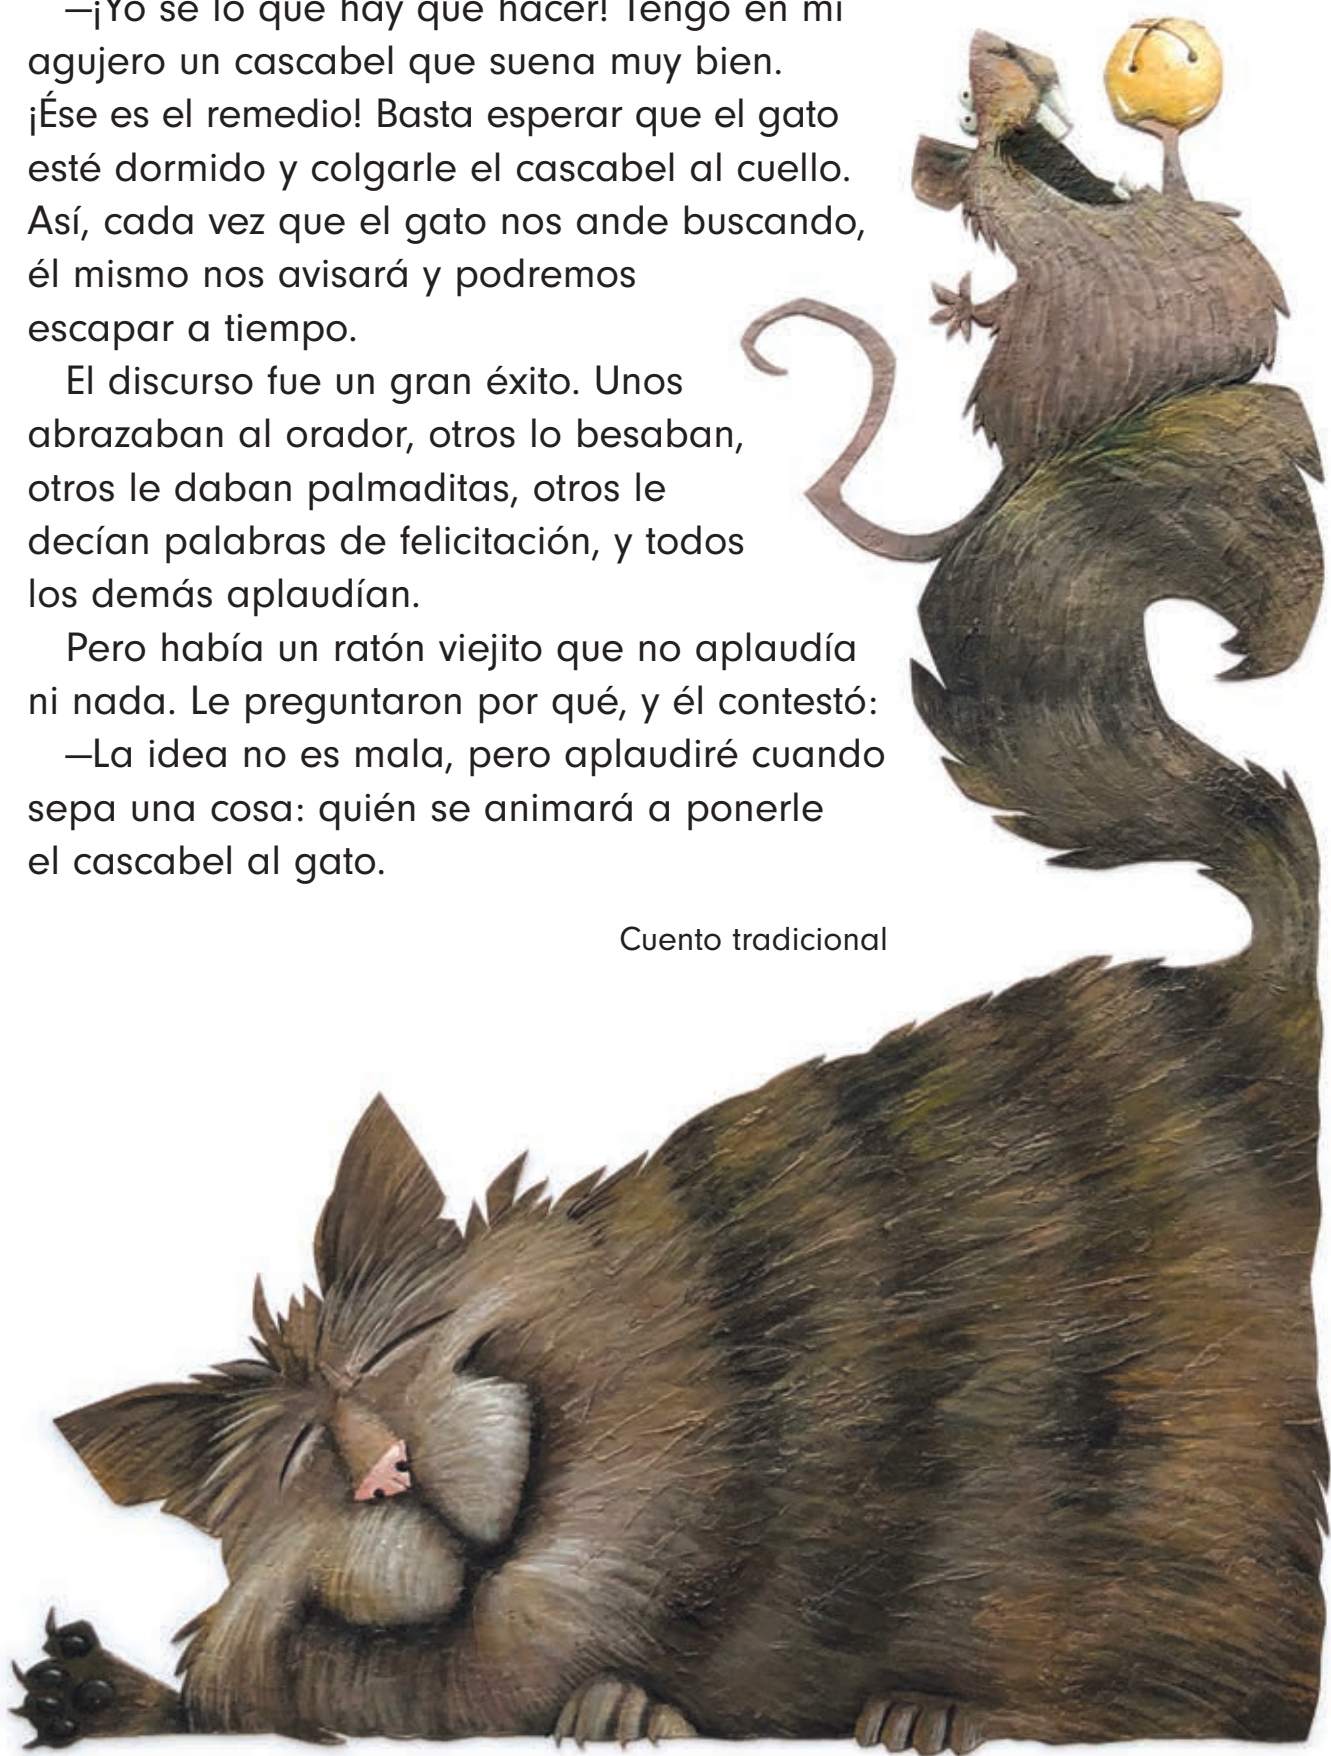 —¡Yo sé lo que hay que hacer! Tengo en mi
agujero un cascabel que suena muy bien.
¡Ése es el remedio! Basta esperar que el gato
esté dormido y colgarle el cascabel al cuello.
Así, cada vez que el gato nos ande buscando,
él mismo nos avisará y podremos
escapar a tiempo.
El discurso fue un gran éxito. Unos
abrazaban al orador, otros lo besaban,
otros le daban palmaditas, otros le
decían palabras de felicitación, y todos
los demás aplaudían.
Pero había un ratón viejito que no aplaudía
ni nada. Le preguntaron por qué, y él contestó:
—La idea no es mala, pero aplaudiré cuando
sepa una cosa: quién se animará a ponerle
el cascabel al gato.
Cuento tradicional